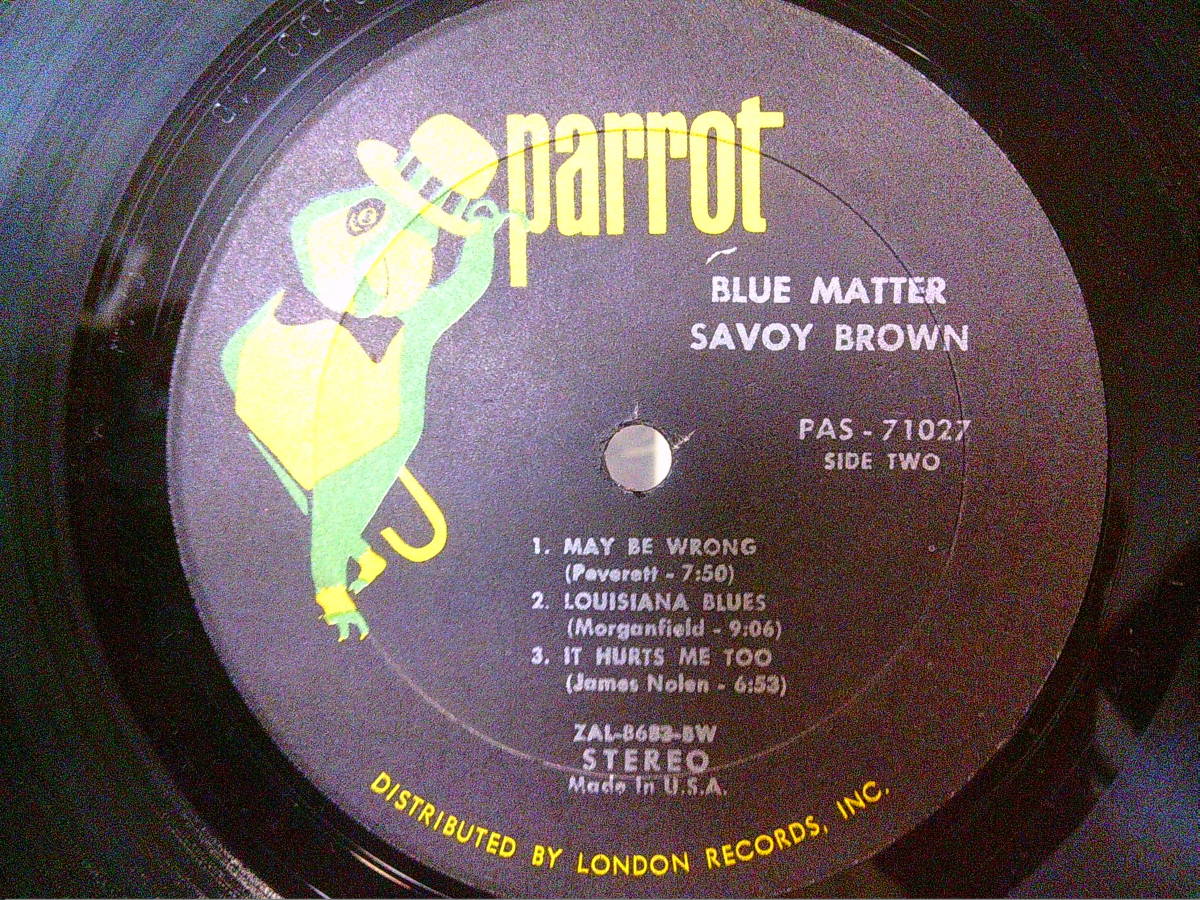 parrot
BLUE MATTER
SAVOY BROWN
PAS - 71027
SIDE TWO
1. MAY BE WRONG
(Peverett - 7:50)
2. LOUISIANA BLUES
(Morganfield - 9:06)
3. IT HURTS ME TOO
(James Nolen - 6:53)
ZAL-8683-BW
STEREO
Made in U.S.A.
DISTRIBUTED BY LONDON RECORDS, INC.